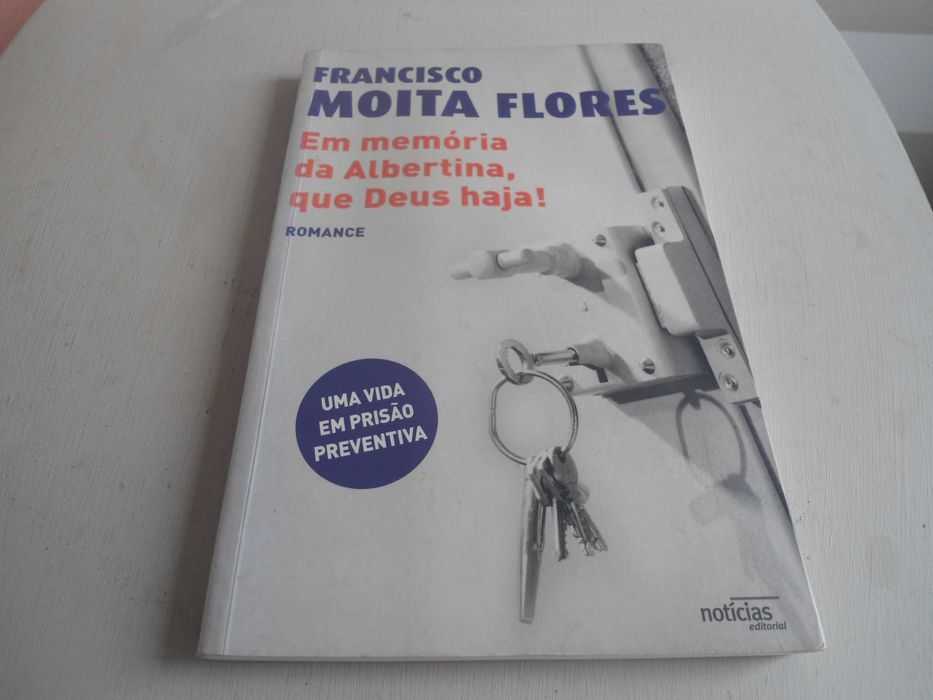 FRANCISCO
MOITA FLORES
Em memória
da Albertina,
que Deus haja!
ROMANCE
UMA VIDA
EM PRISÃO
PREVENTIVA
notícias
editorial